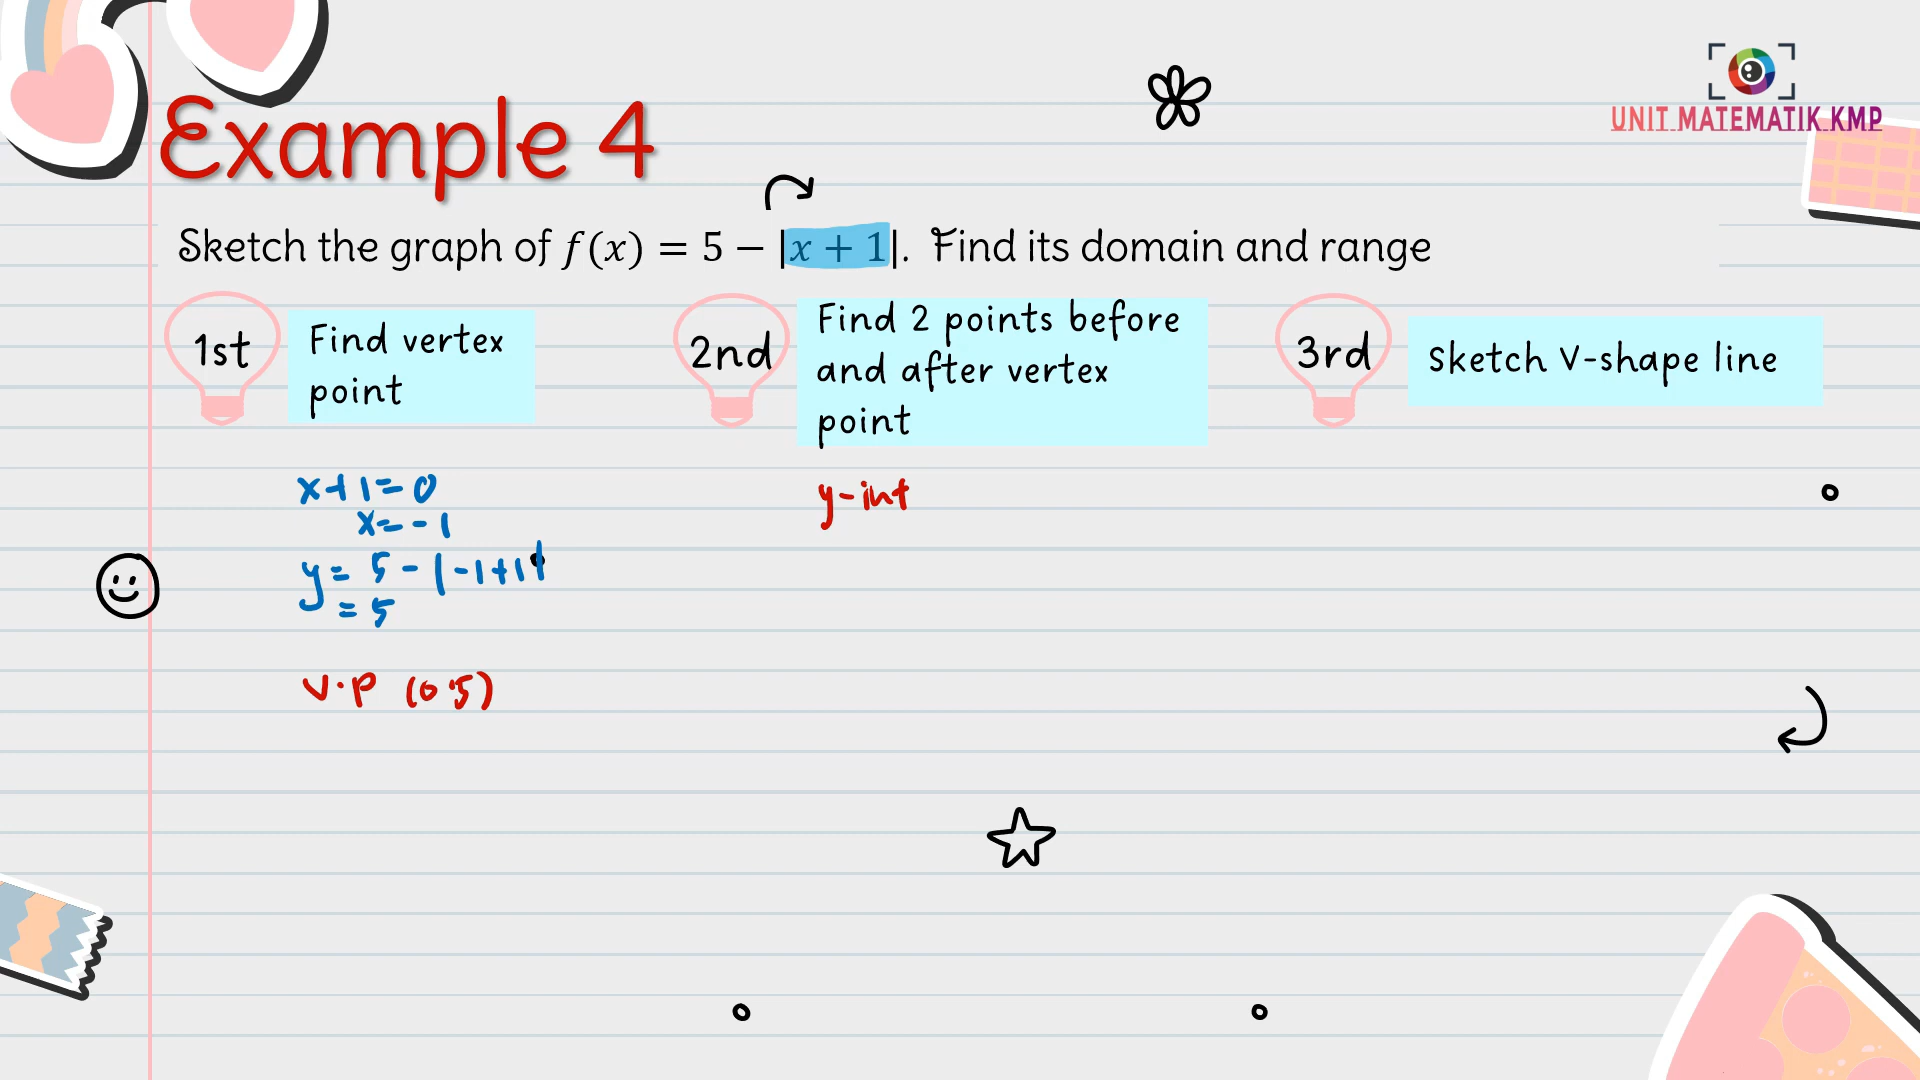 UNIT MATEMATIK KMP
Example 4
Sketch the graph of f(x) = 5 − |x + 1|. Find its domain and range
1st
Find vertex
point
2nd
Find 2 points before
and after vertex
point
3rd
Sketch V-shape line
x+1=0
x=-1
y= 5-|-1+1|
=5
V.P (0.5)
y-int